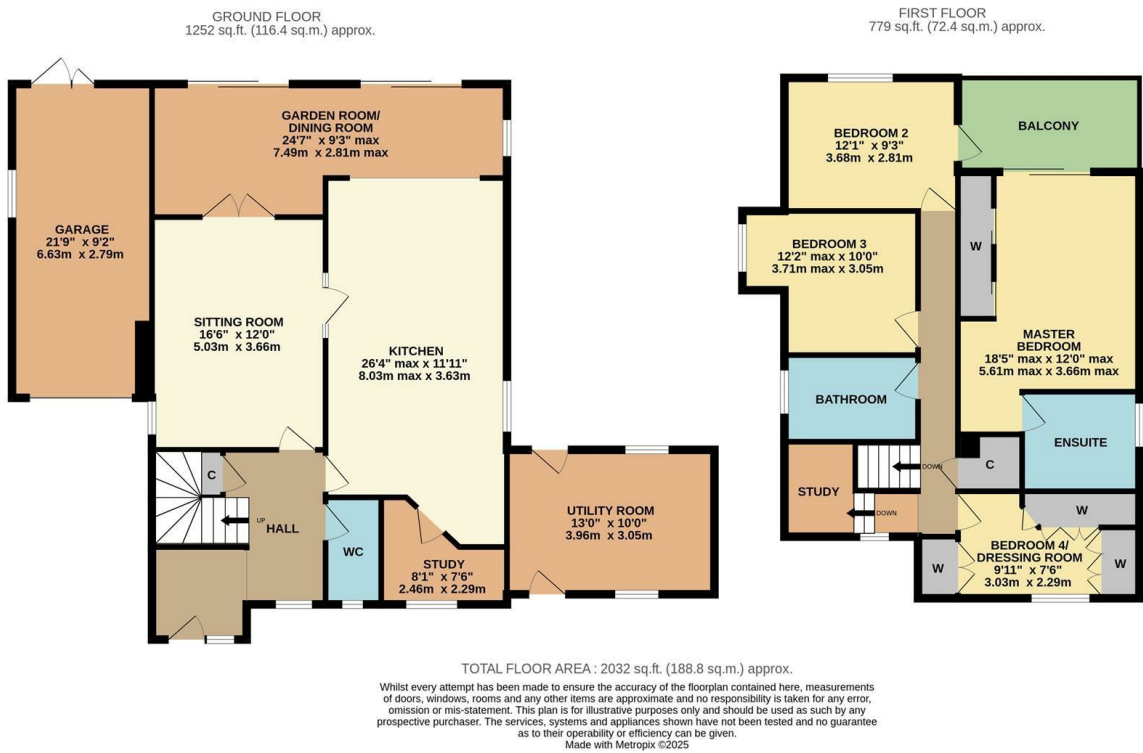 GROUND FLOOR
1252 sq.ft. (116.4 sq.m.) approx.
GARDEN ROOM/
DINING ROOM
24'7" x 9'3" max
7.49m x 2.81m max
GARAGE
21'9" x 9'2"
6.63m x 2.79m
SITTING ROOM
16'6" x 12'0"
5.03m x 3.66m
KITCHEN
26'4" max x 11'11"
8.03m max x 3.63m
C
UP
HALL
WC
STUDY
8'1" x 7'6"
2.46m x 2.29m
UTILITY ROOM
13'0" x 10'0"
3.96m x 3.05m
FIRST FLOOR
779 sq.ft. (72.4 sq.m.) approx.
BEDROOM 2
12'1" x 9'3"
3.68m x 2.81m
BALCONY
BEDROOM 3
12'2" max x 10'0"
3.71m max x 3.05m
W
MASTER
BEDROOM
18'5" max x 12'0" max
5.61m max x 3.66m max
BATHROOM
ENSUITE
DOWN
C
STUDY
DOWN
W
BEDROOM 4/
DRESSING ROOM
9'11" x 7'6"
3.03m x 2.29m
W
W
TOTAL FLOOR AREA : 2032 sq.ft. (188.8 sq.m.) approx.
Whilst every attempt has been made to ensure the accuracy of the floorplan contained here, measurements
of doors, windows, rooms and any other items are approximate and no responsibility is taken for any error,
omission or mis-statement. This plan is for illustrative purposes only and should be used as such by any
prospective purchaser. The services, systems and appliances shown have not been tested and no guarantee
as to their operability or efficiency can be given.
Made with Metropix ©2025